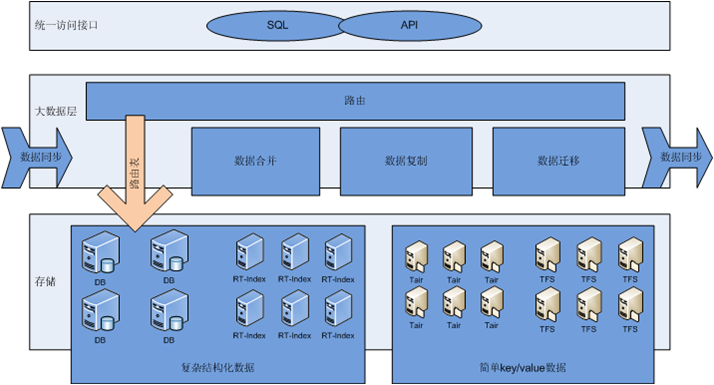 统一访问接口
SQL
API
大数据层
路由
数据同步
路由表
数据合并
数据复制
数据迁移
数据同步
存储
DB
DB
RT-Index
RT-Index
RT-Index
Tair
Tair
Tair
TFS
TFS
TFS
DB
DB
RT-Index
RT-Index
RT-Index
Tair
Tair
Tair
TFS
TFS
TFS
复杂结构化数据
简单key/value数据